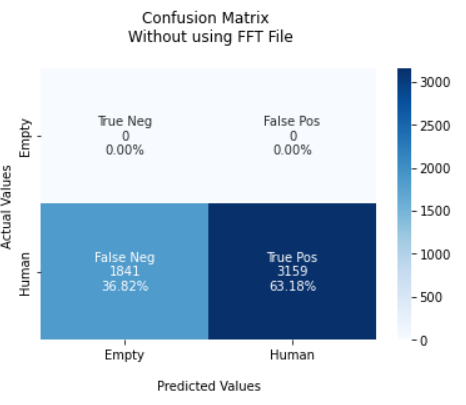 Confusion Matrix
Without using FFT File
True Neg
0
0.00%
False Pos
0
0.00%
False Neg
1841
36.82%
True Pos
3159
63.18%
Empty
Human
Actual Values
Empty
Human
Predicted Values
3000
2500
2000
1500
1000
500
0